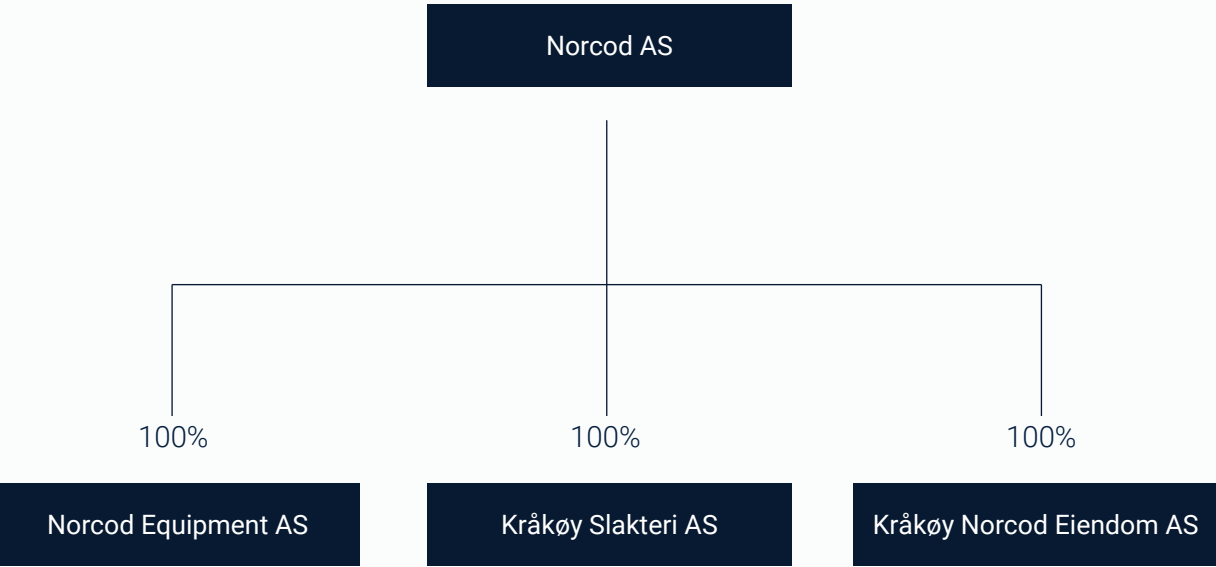 Norcod AS
100%
100%
100%
Norcod Equipment AS
Kråkøy Slakteri AS
Kråkøy Norcod Eiendom AS